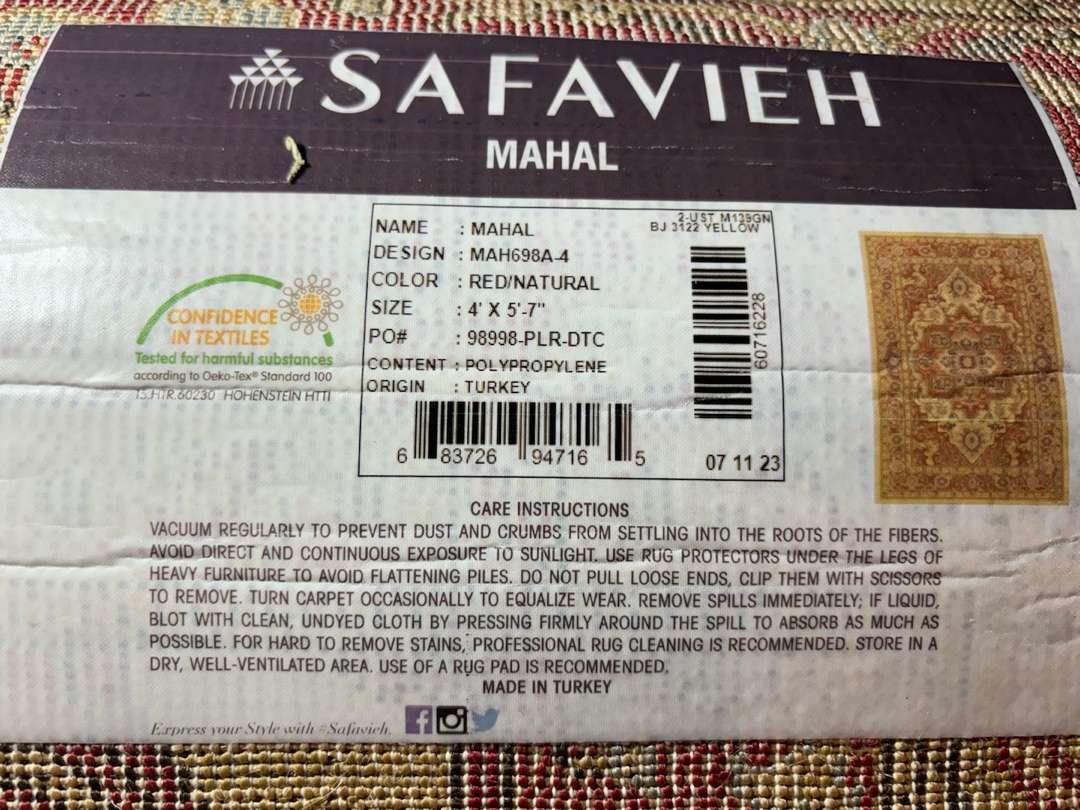 SAFAVIEH
MAHAL
NAME : MAHAL
DESIGN : MAH698A-4
COLOR : RED/NATURAL
SIZE : 4' X 5'-7"
PO# : 98998-PLR-DTC
CONTENT : POLYPROPYLENE
ORIGIN : TURKEY
2-UST M139GN
BJ 3122 YELLOW
60716228
6 83726 94716 5
07 11 23
CONFIDENCE
IN TEXTILES
Tested for harmful substances
according to Oeko-Tex® Standard 100
15.HTR.60230 HOHENSTEIN HTTI
CARE INSTRUCTIONS
VACUUM REGULARLY TO PREVENT DUST AND CRUMBS FROM SETTLING INTO THE ROOTS OF THE FIBERS.
AVOID DIRECT AND CONTINUOUS EXPOSURE TO SUNLIGHT. USE RUG PROTECTORS UNDER THE LEGS OF
HEAVY FURNITURE TO AVOID FLATTENING PILES. DO NOT PULL LOOSE ENDS, CLIP THEM WITH SCISSORS
TO REMOVE. TURN CARPET OCCASIONALLY TO EQUALIZE WEAR. REMOVE SPILLS IMMEDIATELY; IF LIQUID,
BLOT WITH CLEAN, UNDYED CLOTH BY PRESSING FIRMLY AROUND THE SPILL TO ABSORB AS MUCH AS
POSSIBLE. FOR HARD TO REMOVE STAINS, PROFESSIONAL RUG CLEANING IS RECOMMENDED. STORE IN A
DRY, WELL-VENTILATED AREA. USE OF A RUG PAD IS RECOMMENDED.
MADE IN TURKEY
Express your Style with #Safavieh.